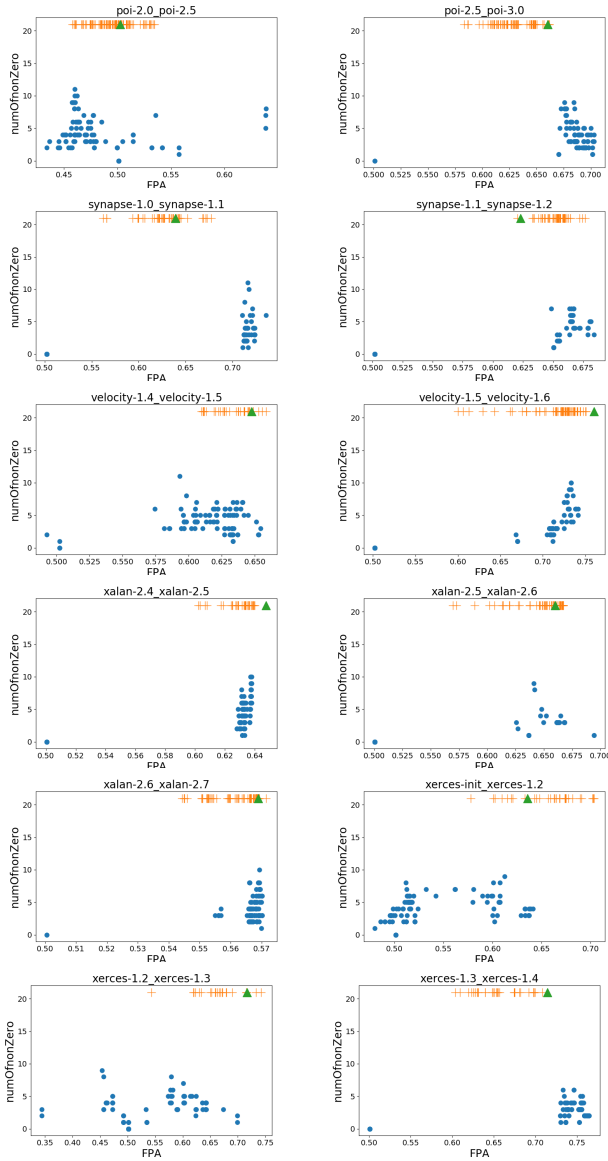 poi-2.0_poi-2.5
numOfnonZero
20
15
10
5
0
0.45 0.50 0.55 0.60
FPA
poi-2.5_poi-3.0
numOfnonZero
20
15
10
5
0
0.500 0.525 0.550 0.575 0.600 0.625 0.650 0.675 0.700
FPA
synapse-1.0_synapse-1.1
numOfnonZero
20
15
10
5
0
0.50 0.55 0.60 0.65 0.70
FPA
synapse-1.1_synapse-1.2
numOfnonZero
20
15
10
5
0
0.500 0.525 0.550 0.575 0.600 0.625 0.650 0.675
FPA
velocity-1.4_velocity-1.5
numOfnonZero
20
15
10
5
0
0.500 0.525 0.550 0.575 0.600 0.625 0.650
FPA
velocity-1.5_velocity-1.6
numOfnonZero
20
15
10
5
0
0.50 0.55 0.60 0.65 0.70 0.75
FPA
xalan-2.4_xalan-2.5
numOfnonZero
20
15
10
5
0
0.50 0.52 0.54 0.56 0.58 0.60 0.62 0.64
FPA
xalan-2.5_xalan-2.6
numOfnonZero
20
15
10
5
0
0.500 0.525 0.550 0.575 0.600 0.625 0.650 0.675 0.700
FPA
xalan-2.6_xalan-2.7
numOfnonZero
20
15
10
5
0
0.50 0.51 0.52 0.53 0.54 0.55 0.56 0.57
FPA
xerces-init_xerces-1.2
numOfnonZero
20
15
10
5
0
0.50 0.55 0.60 0.65 0.70
FPA
xerces-1.2_xerces-1.3
numOfnonZero
20
15
10
5
0
0.35 0.40 0.45 0.50 0.55 0.60 0.65 0.70 0.75
FPA
xerces-1.3_xerces-1.4
numOfnonZero
20
15
10
5
0
0.50 0.55 0.60 0.65 0.70 0.75
FPA